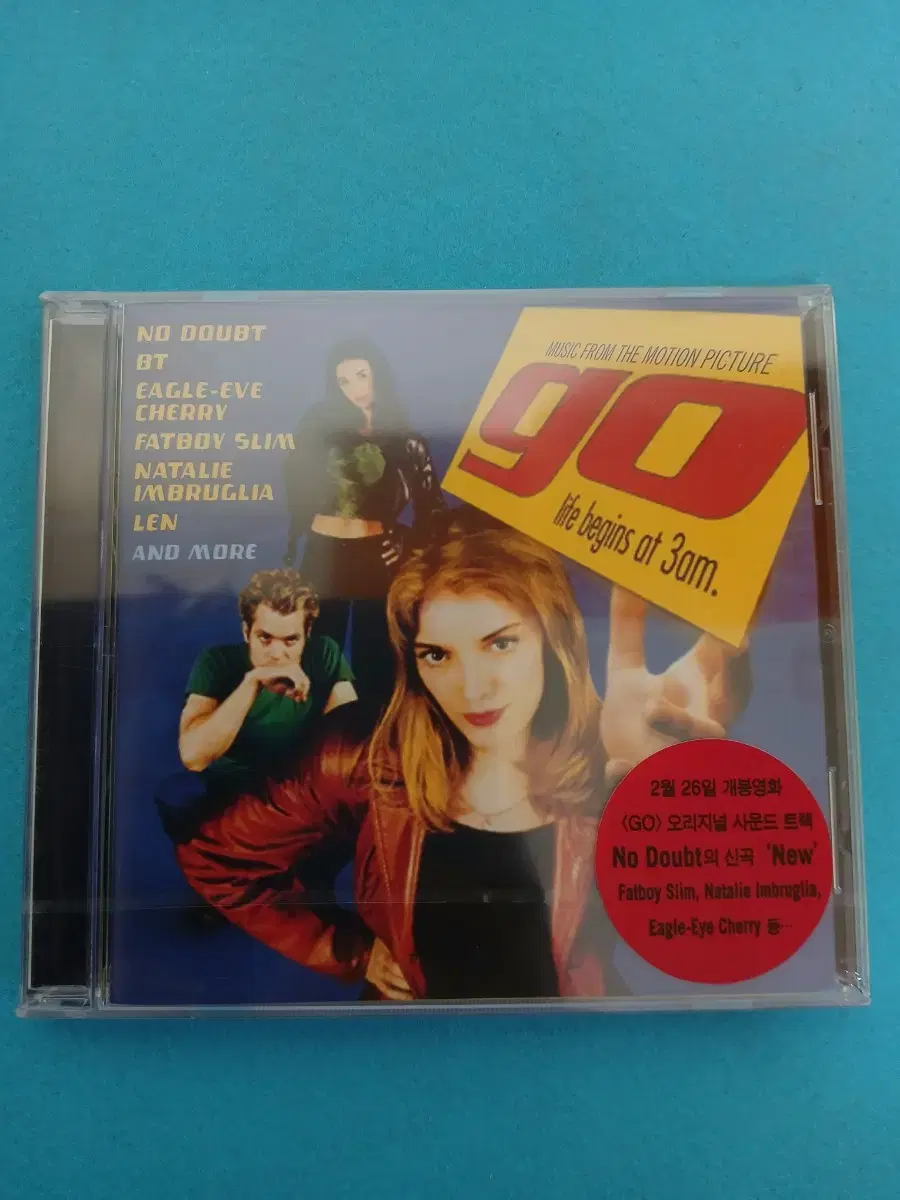 NO DOUBT
BT
EAGLE-EYE
CHERRY
FATBOY SLIM
NATALIE
IMBRUGLIA
LEN
AND MORE
MUSIC FROM THE MOTION PICTURE
go
life begins at 3am.
2월 26일 개봉영화
〈GO〉 오리지널 사운드 트랙
No Doubt의 신곡 'New'
Fatboy Slim, Natalie Imbruglia,
Eagle-Eye Cherry 등…